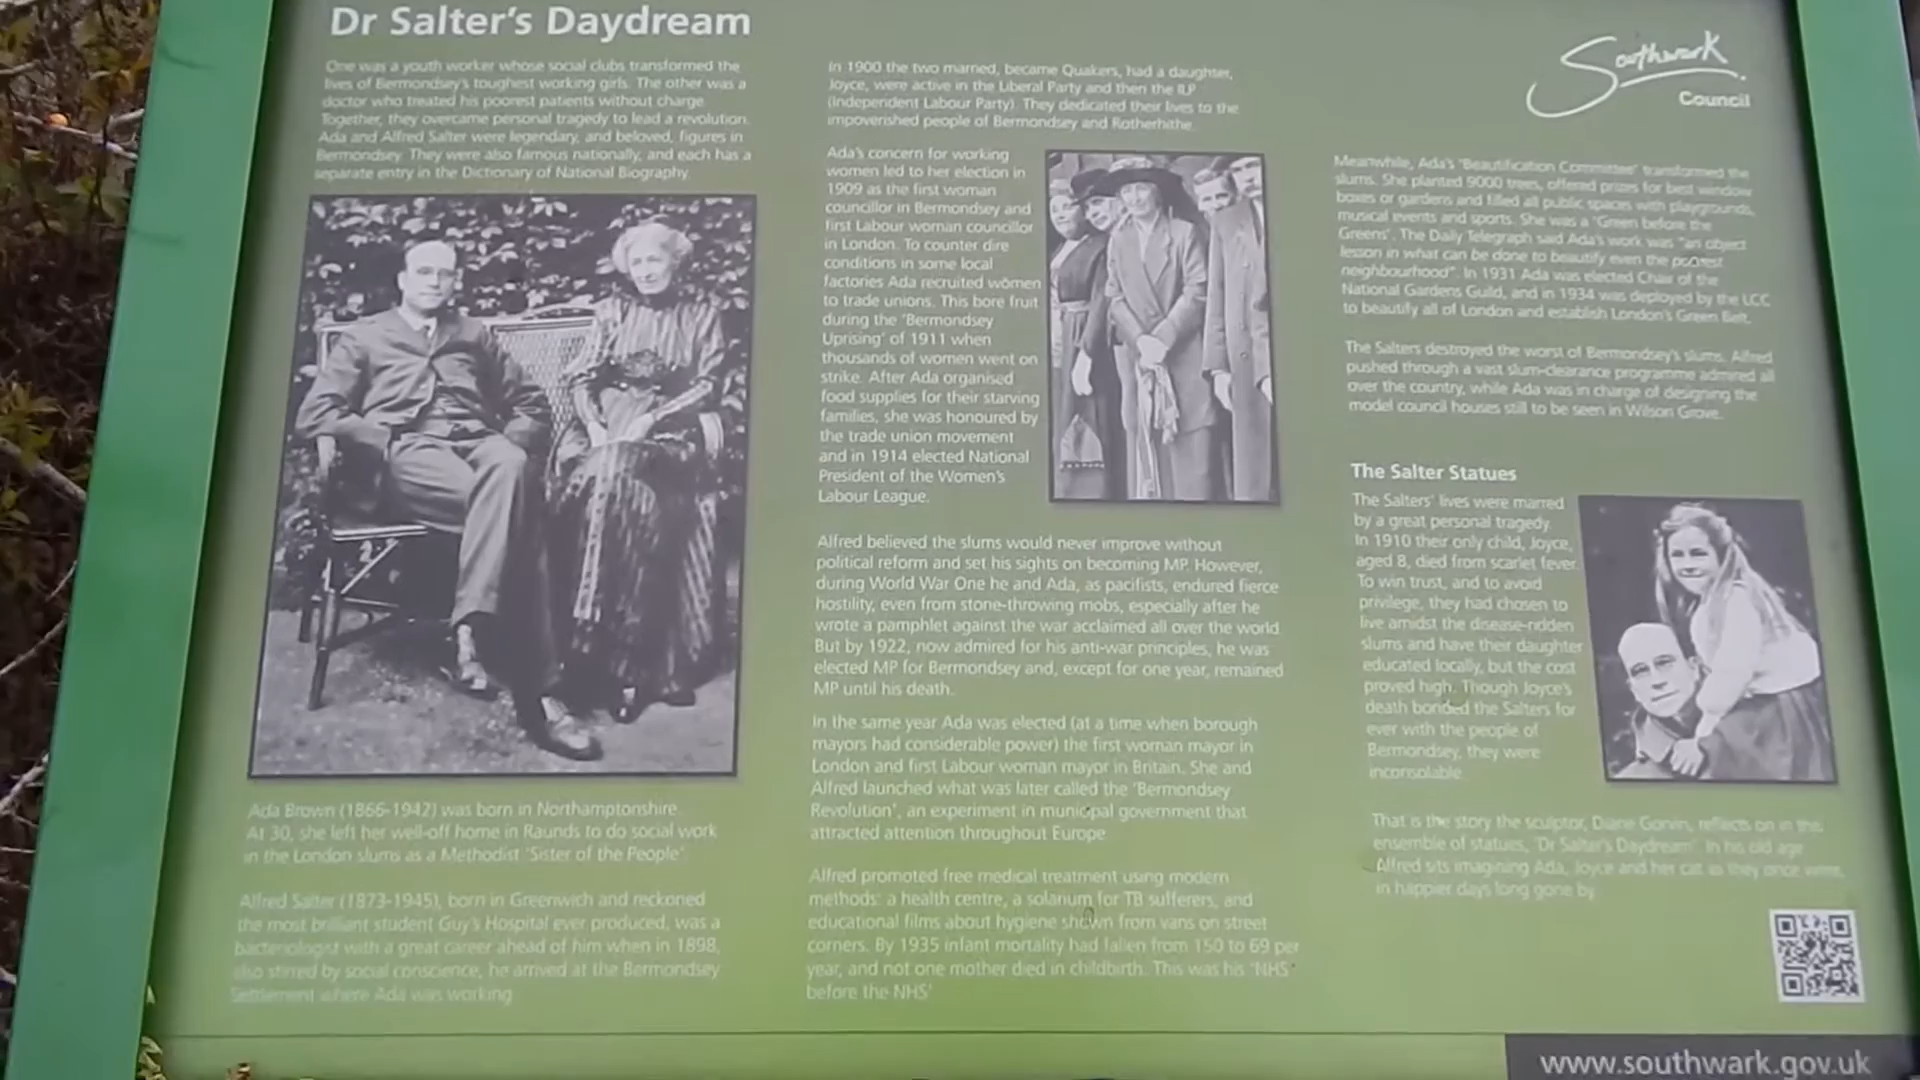 Dr Salter's Daydream
One was a youth worker whose social clubs transformed the
lives of Bermondsey's toughest working girls. The other was a
doctor who treated his poorest patients without charge.
Together, they overcame personal tragedy to lead a revolution.
Ada and Alfred Salter were legendary, and beloved, figures in
Bermondsey. They were also famous nationally, and each has a
separate entry in the Dictionary of National Biography.
Ada Brown (1866-1942) was born in Northamptonshire.
At 30, she left her well-off home in Raunds to do social work
in the London slums as a Methodist 'Sister of the People'.
Alfred Salter (1873-1945), born in Greenwich and reckoned
the most brilliant student Guy's Hospital ever produced, was a
bacteriologist with a great career ahead of him when in 1898,
also stirred by social conscience, he arrived at the Bermondsey
Settlement where Ada was working.
In 1900 the two married, became Quakers, had a daughter,
Joyce, were active in the Liberal Party and then the ILP
(Independent Labour Party). They dedicated their lives to the
impoverished people of Bermondsey and Rotherhithe.
Ada's concern for working
women led to her election in
1909 as the first woman
councillor in Bermondsey and
first Labour woman councillor
in London. To counter dire
conditions in some local
factories Ada recruited women
to trade unions. This bore fruit
during the 'Bermondsey
Uprising' of 1911 when
thousands of women went on
strike. After Ada organised
food supplies for their starving
families, she was honoured by
the trade union movement
and in 1914 elected National
President of the Women's
Labour League.
Alfred believed the slums would never improve without
political reform and set his sights on becoming MP. However,
during World War One he and Ada, as pacifists, endured fierce
hostility, even from stone-throwing mobs, especially after he
wrote a pamphlet against the war acclaimed all over the world.
But by 1922, now admired for his anti-war principles, he was
elected MP for Bermondsey and, except for one year, remained
MP until his death.
In the same year Ada was elected (at a time when borough
mayors had considerable power) the first woman mayor in
London and first Labour woman mayor in Britain. She and
Alfred launched what was later called the 'Bermondsey
Revolution', an experiment in municipal government that
attracted attention throughout Europe.
Alfred promoted free medical treatment using modern
methods: a health centre, a solarium for TB sufferers, and
educational films about hygiene shown from vans on street
corners. By 1935 infant mortality had fallen from 150 to 69 per
year, and not one mother died in childbirth. This was his 'NHS
before the NHS'
Southwark
Council
Meanwhile, Ada's "Beautification Committee" transformed the
slums. She planted 9000 trees, offered prizes for best window
boxes or gardens and filled all public spaces with playgrounds,
musical events and sports. She was a 'Green before the
Greens'. The Daily Telegraph said Ada's work was "an object
lesson in what can be done to beautify even the poorest
neighbourhood". In 1931 Ada was elected Chair of the
National Gardens Guild, and in 1934 was deployed by the LCC
to beautify all of London and establish London's Green Belt.
The Salters destroyed the worst of Bermondsey's slums. Alfred
pushed through a vast slum-clearance programme admired all
over the country, while Ada was in charge of designing the
model council houses still to be seen in Wilson Grove.
The Salter Statues
The Salters' lives were marred
by a great personal tragedy.
In 1910 their only child, Joyce,
aged 8, died from scarlet fever.
To win trust, and to avoid
privilege, they had chosen to
live amidst the disease-ridden
slums and have their daughter
educated locally, but the cost
proved high. Though Joyce's
death bonded the Salters for
ever with the people of
Bermondsey, they were
inconsolable.
That is the story the sculptor, Diane Gorvin, reflects on in this
ensemble of statues, 'Dr Salter's Daydream'. In his old age
Alfred sits imagining Ada, Joyce and her cat as they once were,
in happier days long gone by.
www.southwark.gov.uk